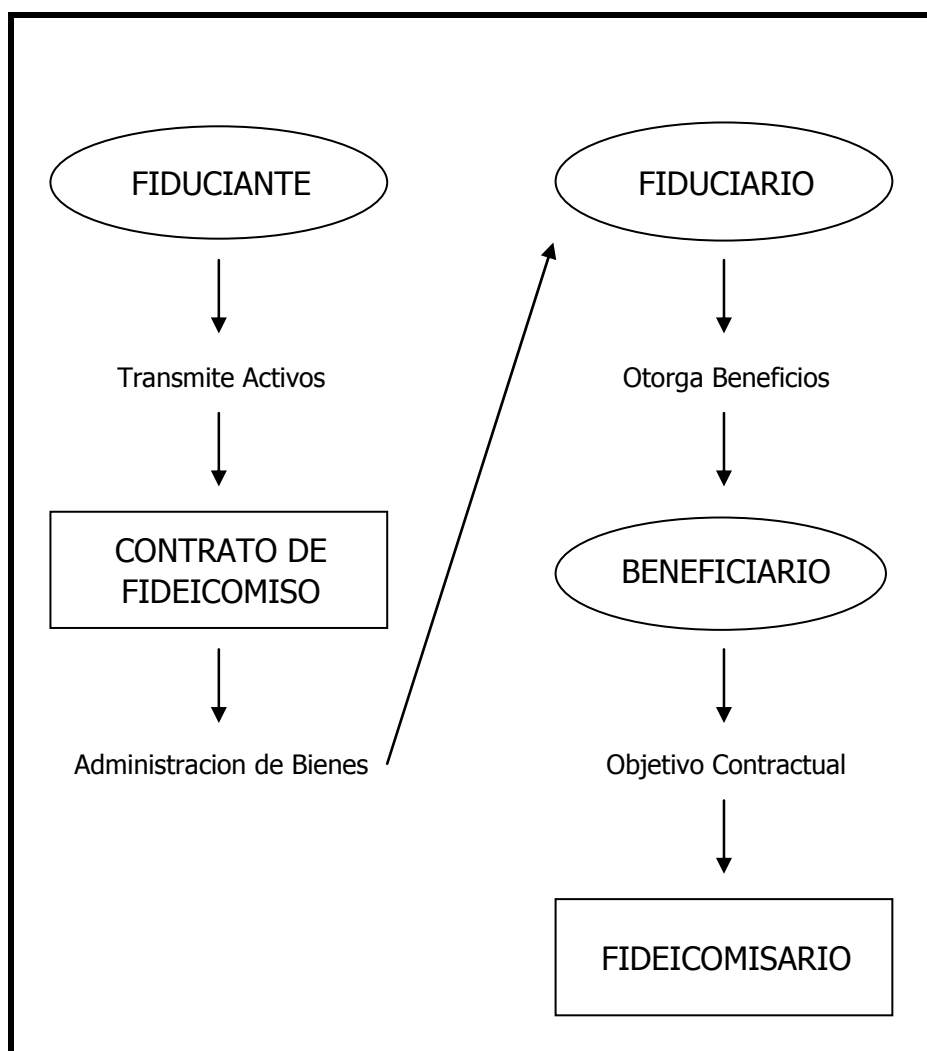 FIDUCIANTE
Transmite Activos
CONTRATO DE
FIDEICOMISO
Administracion de Bienes
FIDUCIARIO
Otorga Beneficios
BENEFICIARIO
Objetivo Contractual
FIDEICOMISARIO